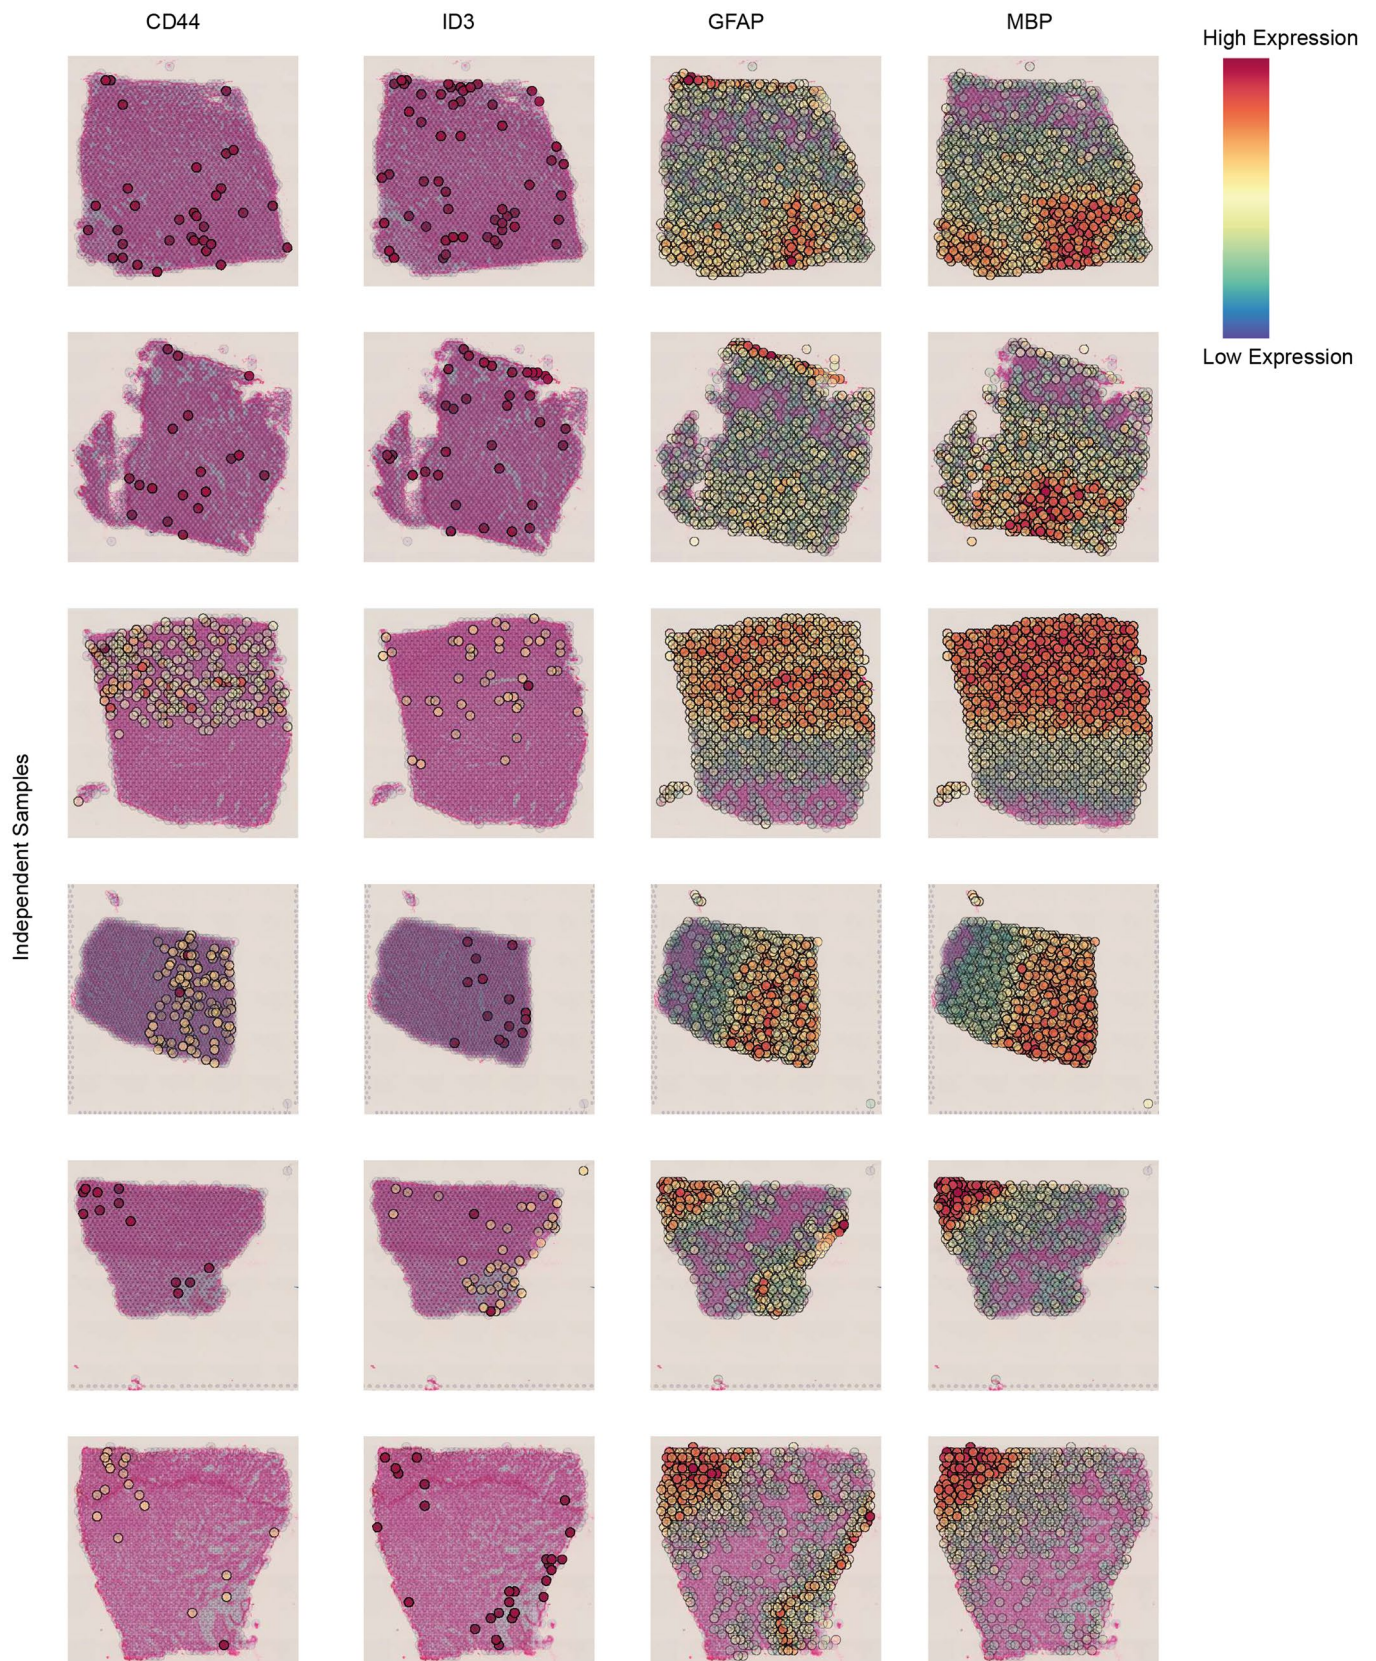 CD44 ID3 GFAP MBP
High Expression
Low Expression
Independent Samples